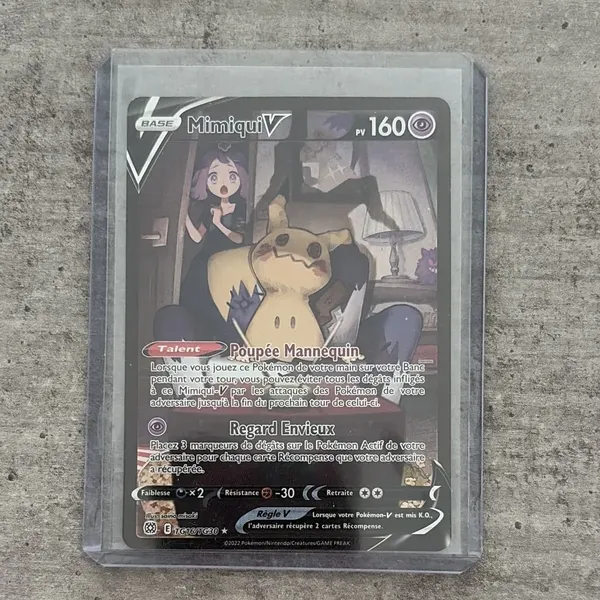 BASE Mimiqui V PV 160
Talent Poupée Mannequin
Lorsque vous jouez ce Pokémon de votre main sur votre Banc
pendant votre tour, vous pouvez éviter tous les dégâts infligés
à ce Mimiqui-V par les attaques des Pokémon de votre
adversaire jusqu'à la fin du prochain tour de celui-ci.
Regard Envieux
Placez 3 marqueurs de dégâts sur le Pokémon Actif de votre
adversaire pour chaque carte Récompense que votre adversaire
a récupérée.
Faiblesse ×2 Résistance -30 Retraite
Règle V Lorsque votre Pokémon-V est mis K.O.,
l'adversaire récupère 2 cartes Récompense.
Illus. saino misaki
E TG16/TG30
©2022 Pokémon/Nintendo/Creatures/GAME FREAK